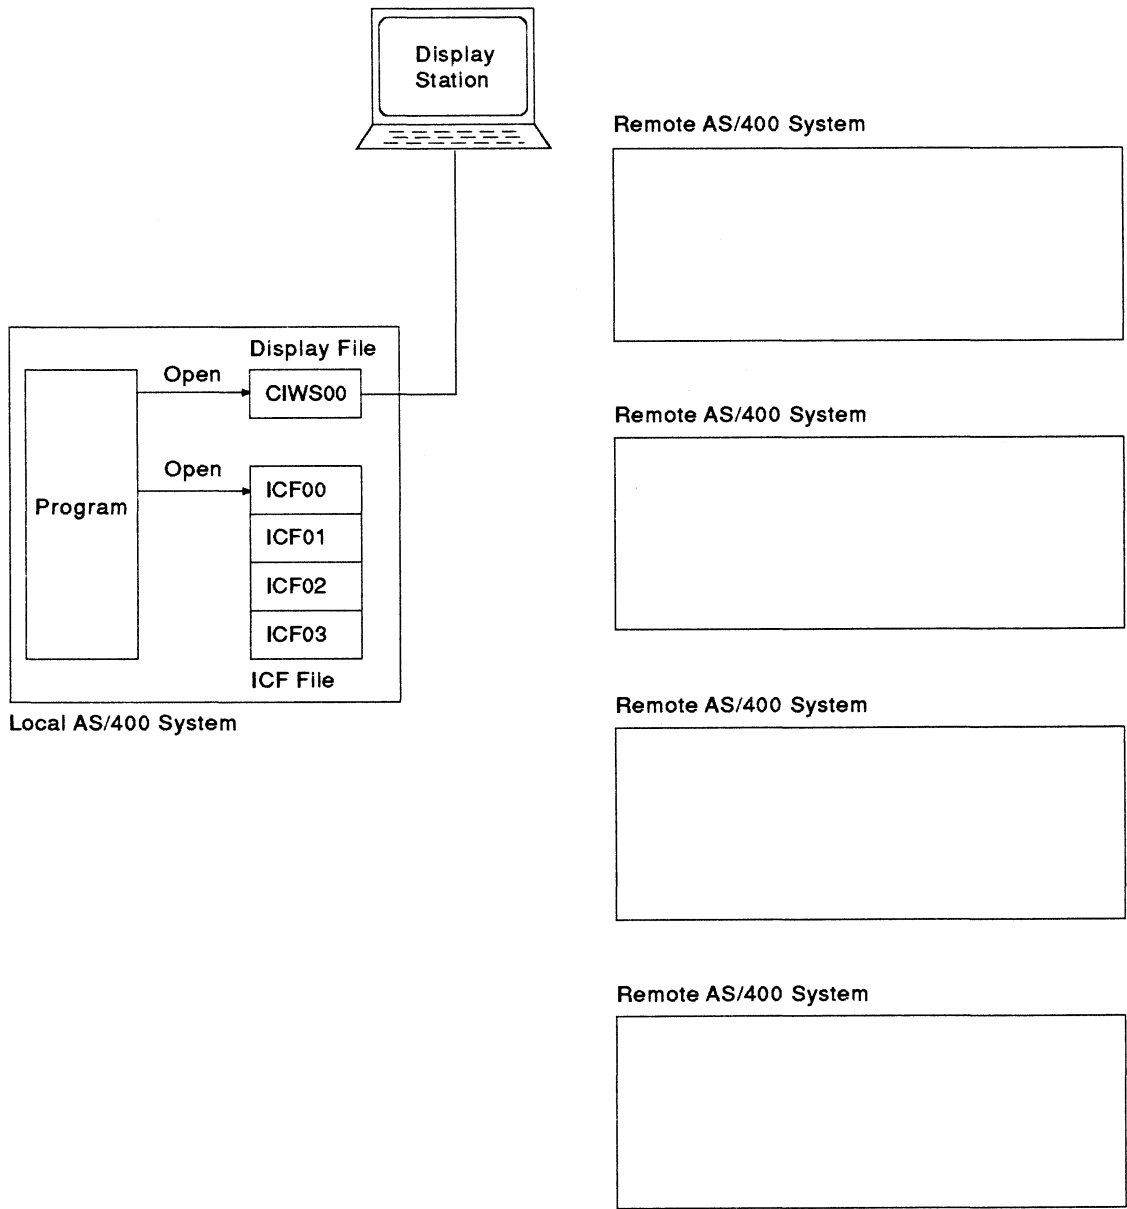 Display
Station
Remote AS/400 System
Display File
Open
CIWS00
Remote AS/400 System
Open
ICF00
Program
ICF01
ICF02
ICF03
ICF File
Remote AS/400 System
Local AS/400 System
Remote AS/400 System